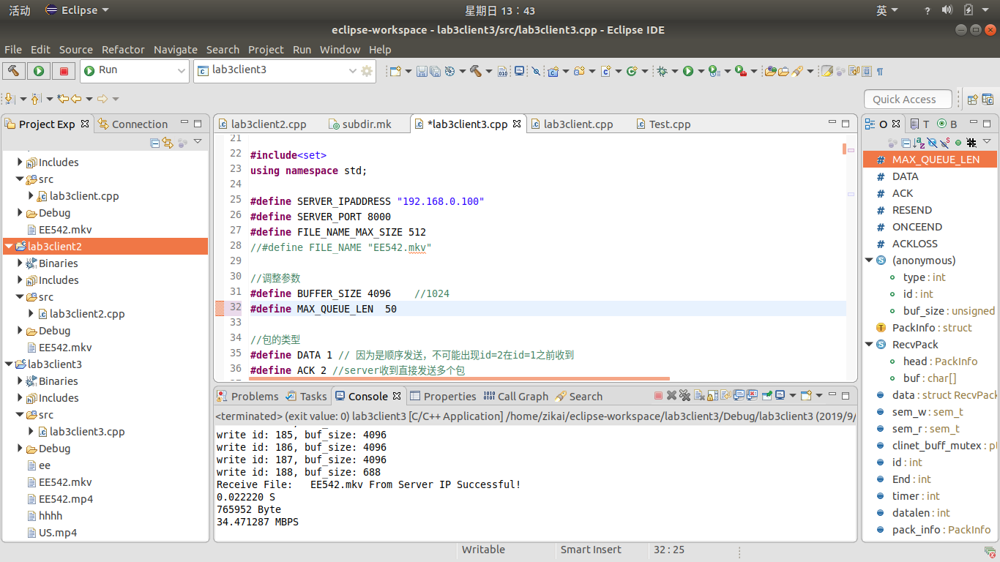 活动 Eclipse 星期日 13：43 英 ?
eclipse-workspace - lab3client3/src/lab3client3.cpp - Eclipse IDE
File Edit Source Refactor Navigate Search Project Run Window Help
Run lab3client3
Quick Access
Project Exp Connection
Includes
src
lab3client.cpp
Debug
EE542.mkv
lab3client2
Binaries
Includes
src
lab3client2.cpp
Debug
EE542.mkv
lab3client3
Binaries
Includes
src
lab3client3.cpp
Debug
ee
EE542.mkv
EE542.mp4
hhhh
US.mp4
lab3client2.cpp subdir.mk *lab3client3.cpp lab3client.cpp Test.cpp
21
22 #include<set>
23 using namespace std;
24
25 #define SERVER_IPADDRESS "192.168.0.100"
26 #define SERVER_PORT 8000
27 #define FILE_NAME_MAX_SIZE 512
28 //#define FILE_NAME "EE542.mkv"
29
30 //调整参数
31 #define BUFFER_SIZE 4096    //1024
32 #define MAX_QUEUE_LEN  50
33
34 //包的类型
35 #define DATA 1 // 因为是顺序发送，不可能出现id=2在id=1之前收到
36 #define ACK 2 //server收到直接发送多个包
Problems Tasks Console Properties Call Graph Search
<terminated> (exit value: 0) lab3client3 [C/C++ Application] /home/zikai/eclipse-workspace/lab3client3/Debug/lab3client3 (2019/9/
write id: 185, buf_size: 4096
write id: 186, buf_size: 4096
write id: 187, buf_size: 4096
write id: 188, buf_size: 688
Receive File:   EE542.mkv From Server IP Successful!
0.022220 S
765952 Byte
34.471287 MBPS
O T B
MAX_QUEUE_LEN
DATA
ACK
RESEND
ONCEEND
ACKLOSS
(anonymous)
type : int
id : int
buf_size : unsigned
PackInfo : struct
RecvPack
head : PackInfo
buf : char[]
data : struct RecvPack
sem_w : sem_t
sem_r : sem_t
clinet_buff_mutex :
id : int
End : int
timer : int
datalen : int
pack_info : PackInfo
Writable Smart Insert 32 : 25